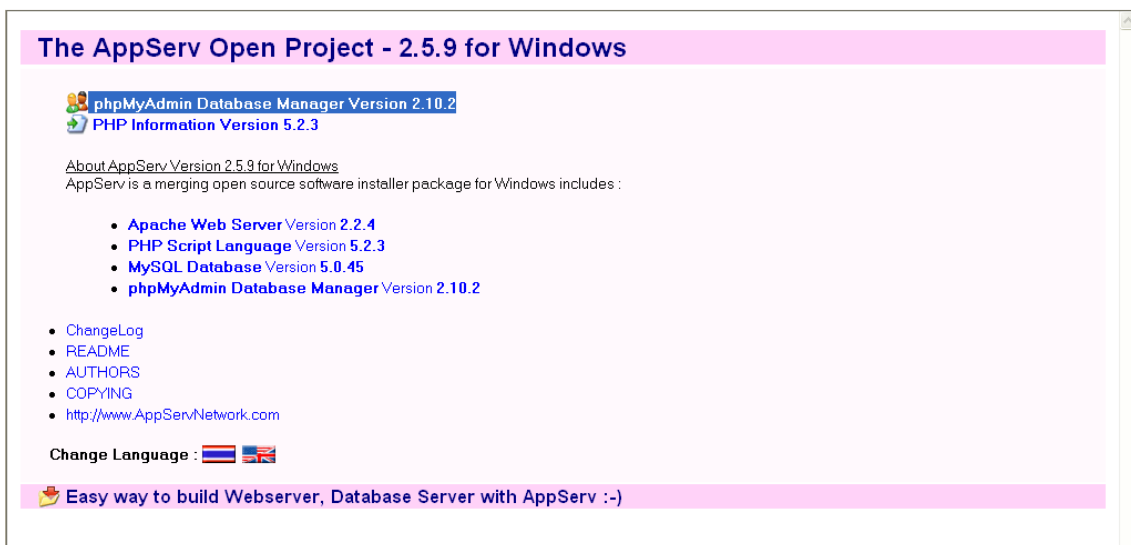 The AppServ Open Project - 2.5.9 for Windows
phpMyAdmin Database Manager Version 2.10.2
PHP Information Version 5.2.3
About AppServ Version 2.5.9 for Windows
AppServ is a merging open source software installer package for Windows includes :
Apache Web Server Version 2.2.4
PHP Script Language Version 5.2.3
MySQL Database Version 5.0.45
phpMyAdmin Database Manager Version 2.10.2
ChangeLog
README
AUTHORS
COPYING
http://www.AppServNetwork.com
Change Language :
Easy way to build Webserver, Database Server with AppServ :-)